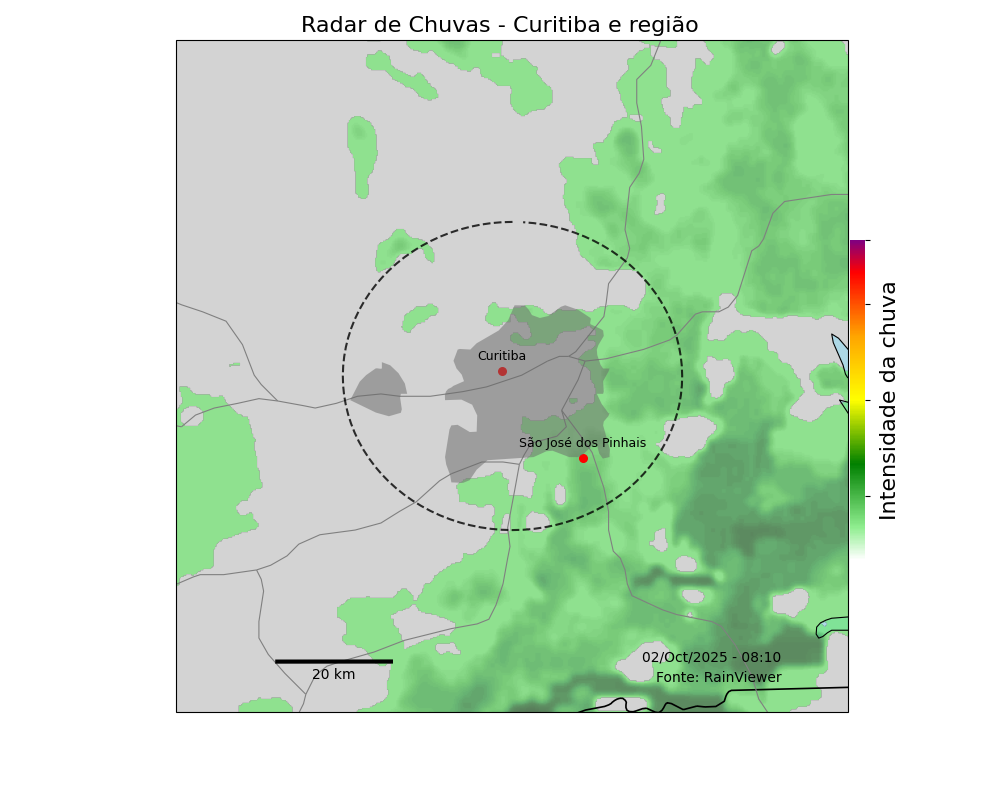 Radar de Chuvas - Curitiba e região
Curitiba
São José dos Pinhais
Intensidade da chuva
02/Oct/2025 - 08:10
Fonte: RainViewer
20 km